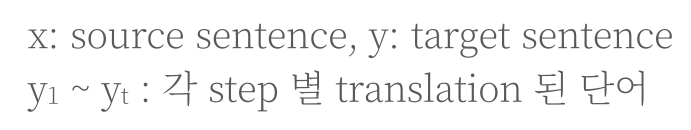 x: source sentence, y: target sentence
y₁ ~ yₜ : 각 step 별 translation 된 단어